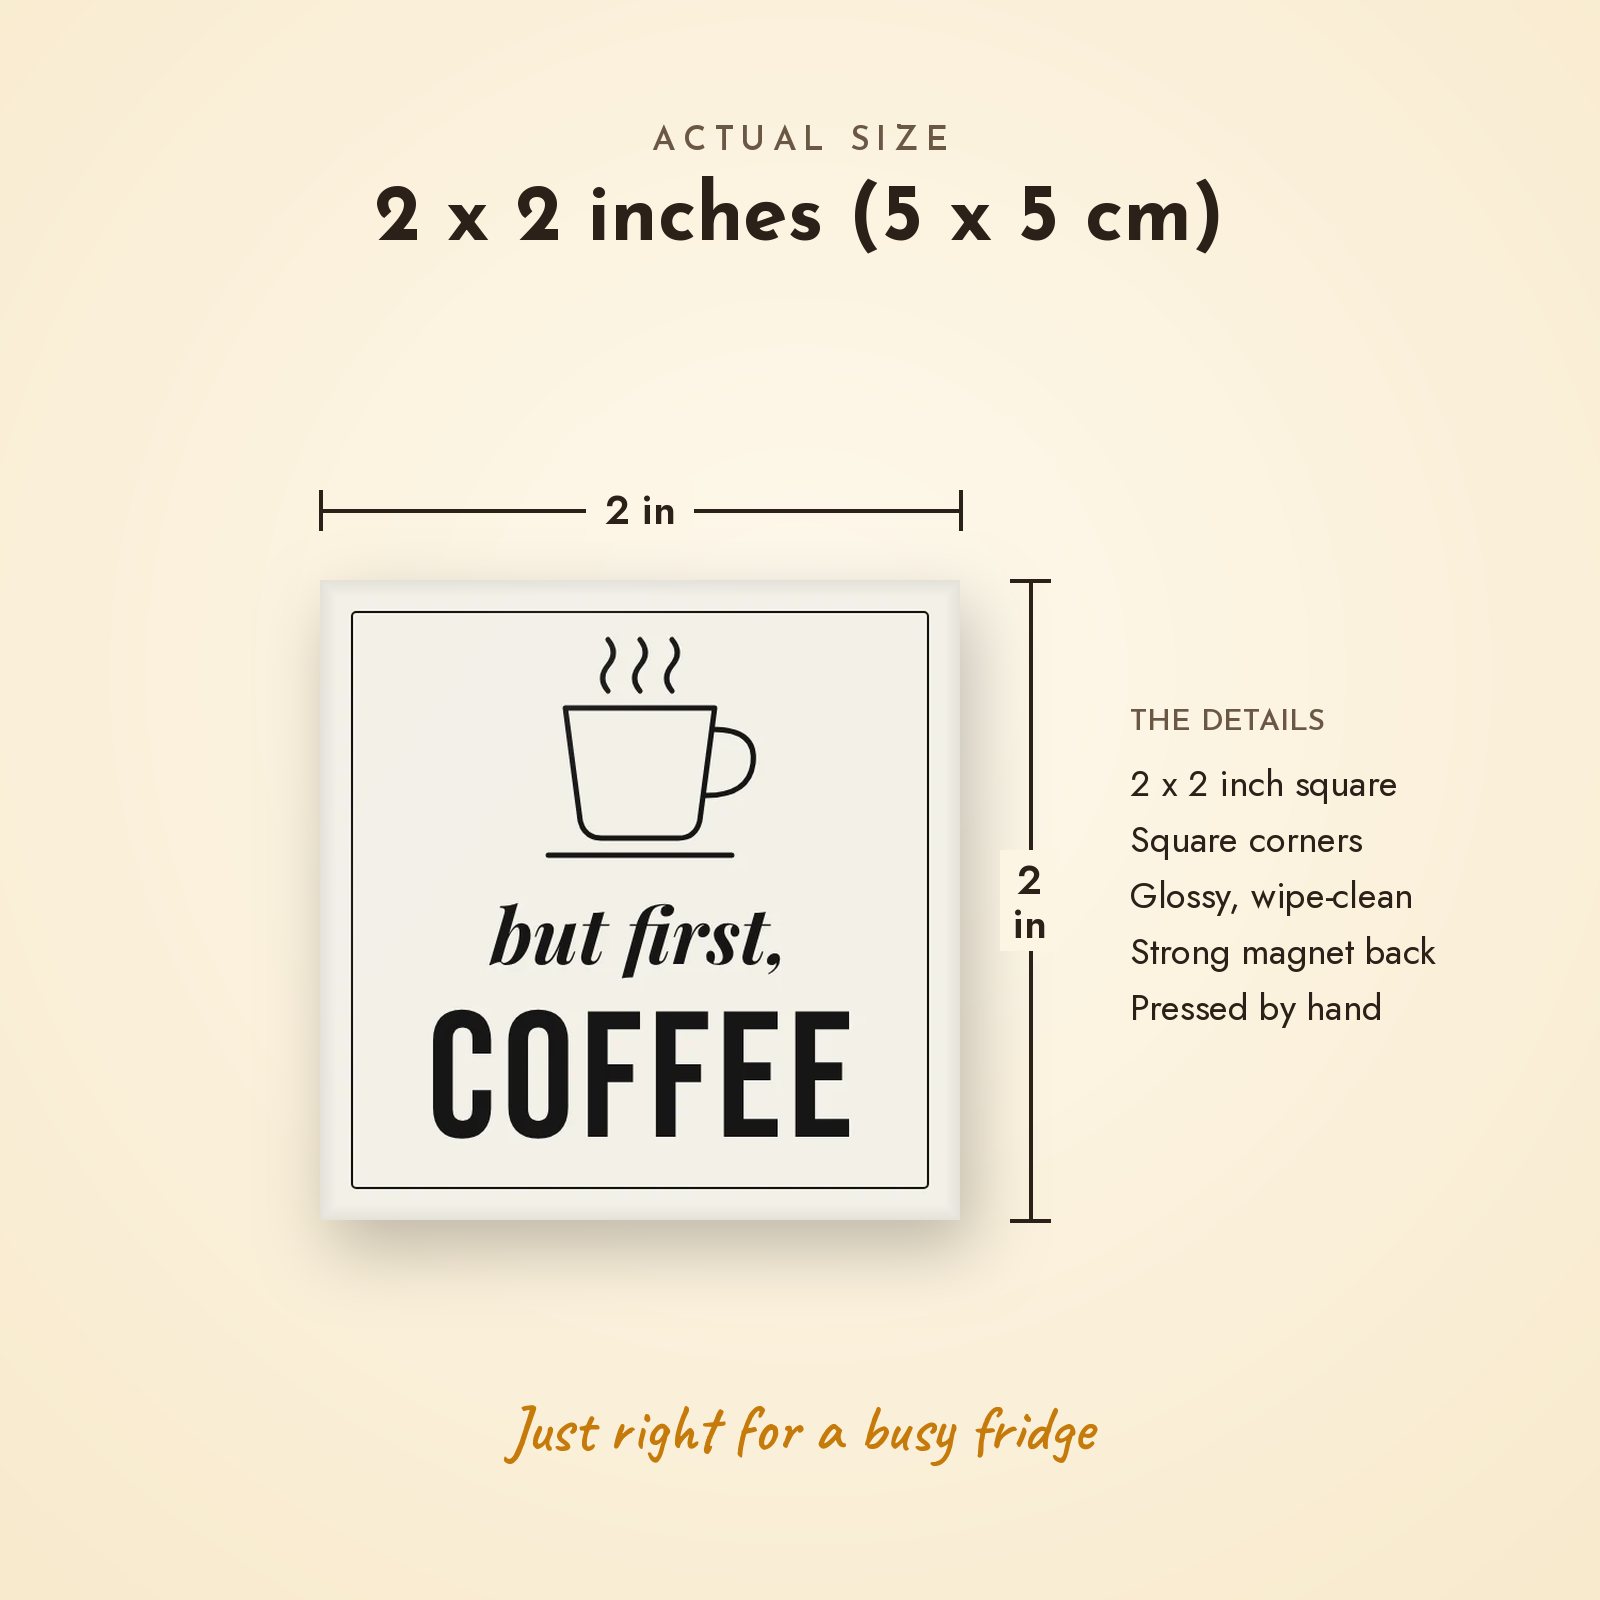 ACTUAL SIZE
2 x 2 inches (5 x 5 cm)
2 in
but first,
COFFEE
2
in
THE DETAILS
2 x 2 inch square
Square corners
Glossy, wipe-clean
Strong magnet back
Pressed by hand
Just right for a busy fridge